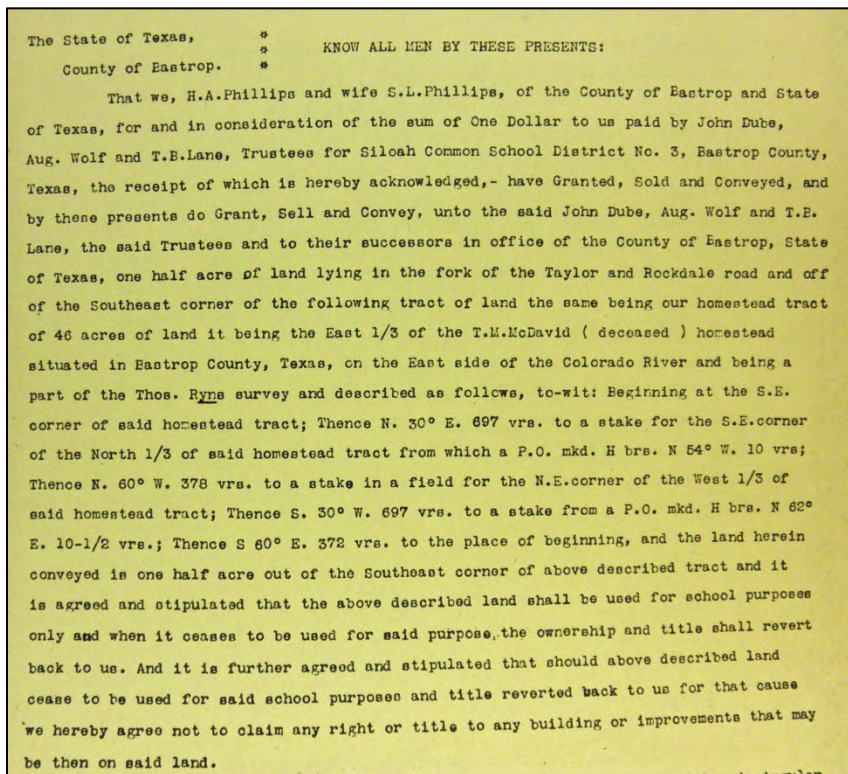 The State of Texas, *
* KNOW ALL MEN BY THESE PRESENTS:
County of Bastrop. *
That we, H.A.Phillips and wife S.L.Phillips, of the County of Bastrop and State
of Texas, for and in consideration of the sum of One Dollar to us paid by John Dube,
Aug. Wolf and T.B.Lane, Trustees for Siloah Common School District No. 3, Bastrop County,
Texas, the receipt of which is hereby acknowledged,- have Granted, Sold and Conveyed, and
by these presents do Grant, Sell and Convey, unto the said John Dube, Aug. Wolf and T.B.
Lane, the said Trustees and to their successors in office of the County of Bastrop, State
of Texas, one half acre of land lying in the fork of the Taylor and Rockdale road and off
of the Southeast corner of the following tract of land the same being our homestead tract
of 46 acres of land it being the East 1/3 of the T.M.McDavid ( deceased ) homestead
situated in Bastrop County, Texas, on the East side of the Colorado River and being a
part of the Thos. Ryns survey and described as follows, to-wit: Beginning at the S.E.
corner of said homestead tract; Thence N. 30° E. 697 vrs. to a stake for the S.E.corner
of the North 1/3 of said homestead tract from which a P.O. mkd. H brs. N 54° W. 10 vrs;
Thence N. 60° W. 378 vrs. to a stake in a field for the N.E.corner of the West 1/3 of
said homestead tract; Thence S. 30° W. 697 vrs. to a stake from a P.O. mkd. H brs. N 62°
E. 10-1/2 vrs.; Thence S 60° E. 372 vrs. to the place of beginning, and the land herein
conveyed is one half acre out of the Southeast corner of above described tract and it
is agreed and stipulated that the above described land shall be used for school purposes
only and when it ceases to be used for said purpose, the ownership and title shall revert
back to us. And it is further agreed and stipulated that should above described land
cease to be used for said school purposes and title reverted back to us for that cause
we hereby agree not to claim any right or title to any building or improvements that may
be then on said land.